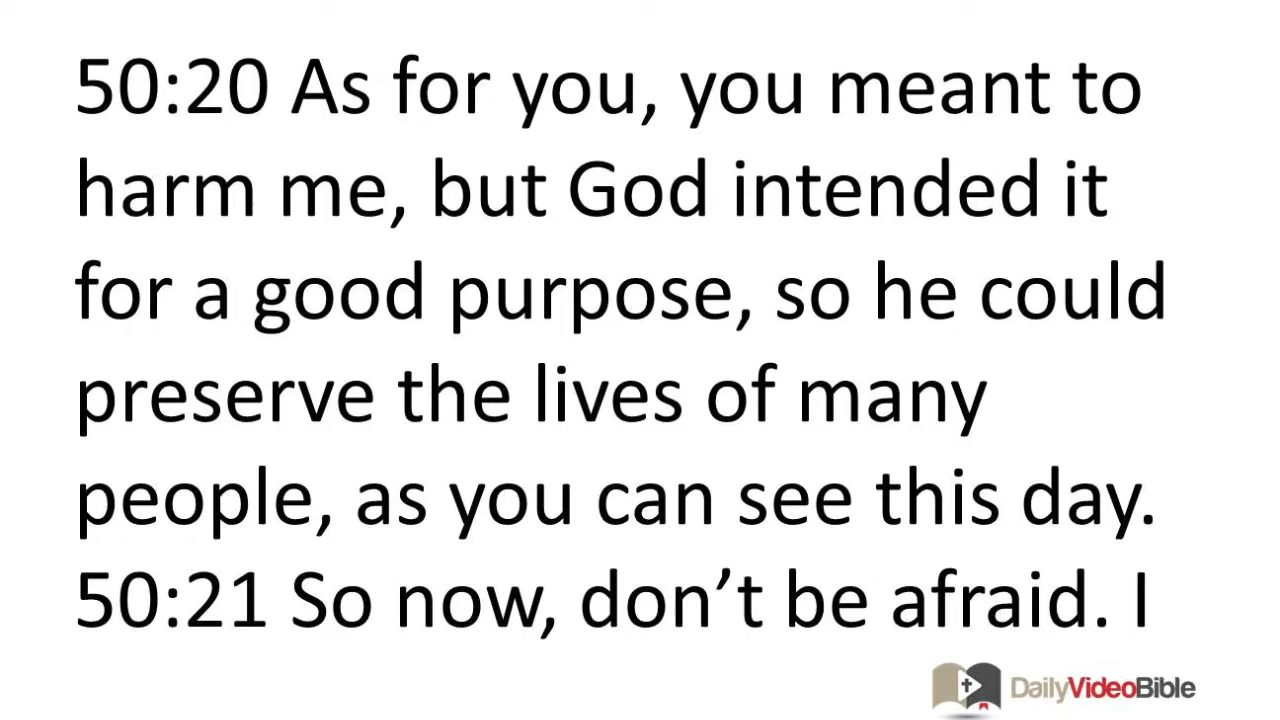 50:20 As for you, you meant to
harm me, but God intended it
for a good purpose, so he could
preserve the lives of many
people, as you can see this day.
50:21 So now, don’t be afraid. I
DailyVideoBible